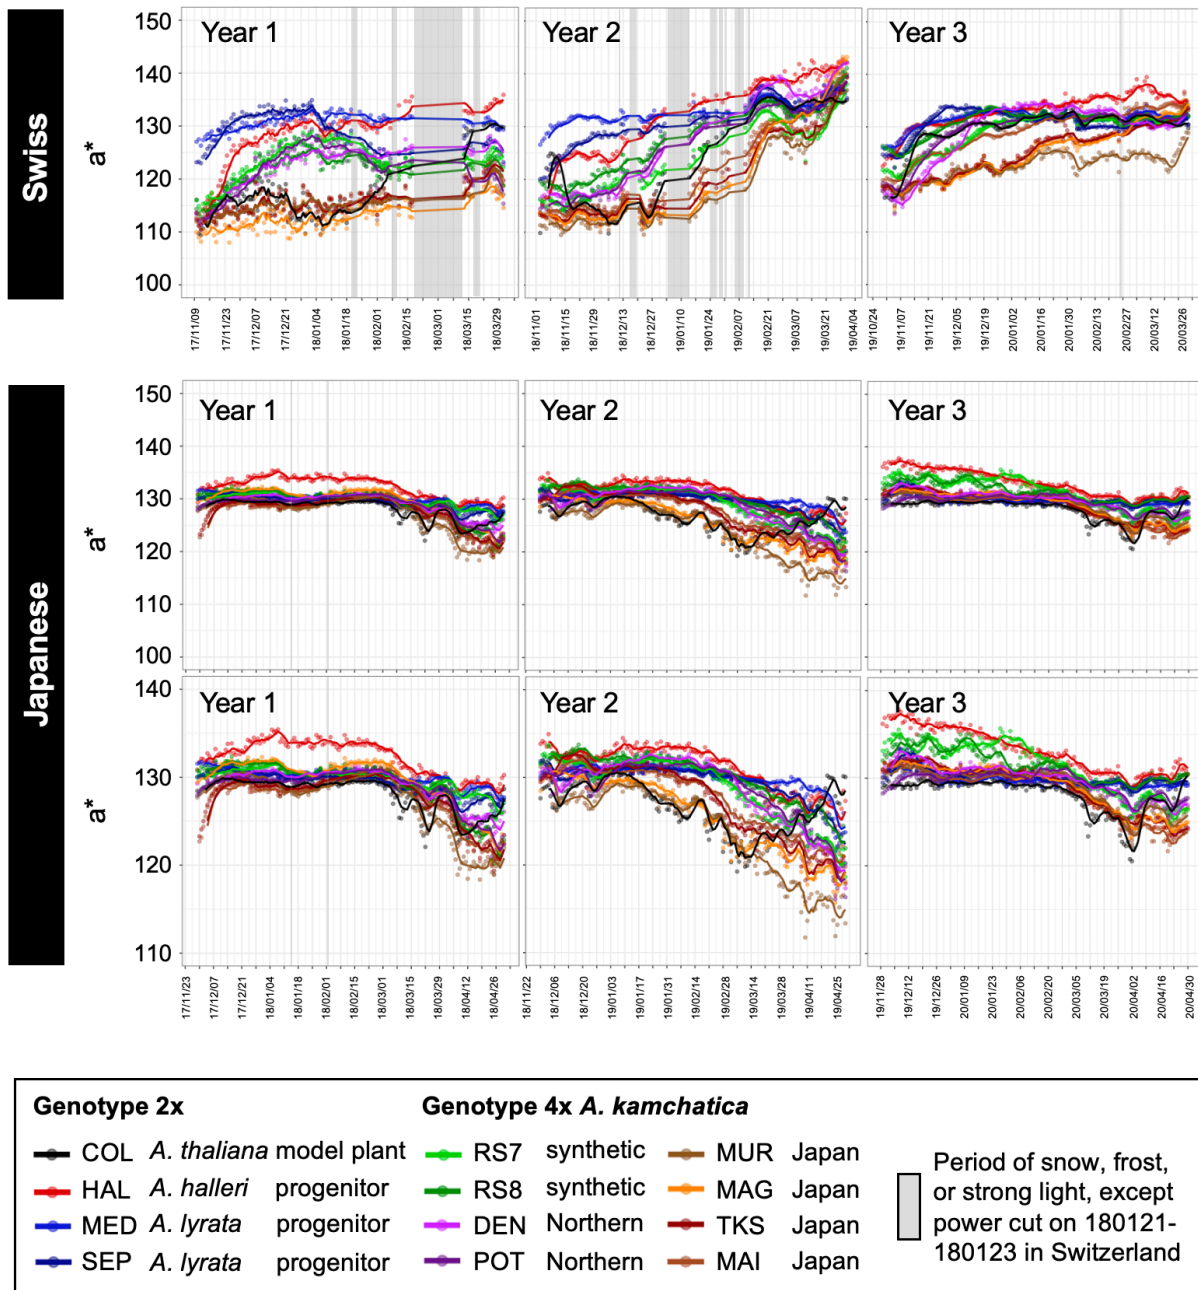 Swiss
a*
150
140
130
120
110
100
Year 1
Year 2
Year 3
17/11/09
17/11/23
17/12/07
17/12/21
18/01/04
18/01/18
18/02/01
18/02/15
18/03/01
18/03/15
18/03/29
18/11/01
18/11/15
18/11/29
18/12/13
18/12/27
19/01/10
19/01/24
19/02/07
19/02/21
19/03/07
19/03/21
19/04/04
19/10/24
19/11/07
19/11/21
19/12/05
19/12/19
20/01/02
20/01/16
20/01/30
20/02/13
20/02/27
20/03/12
20/03/26
Japanese
a*
150
140
130
120
110
100
Year 1
Year 2
Year 3
a*
140
130
120
110
Year 1
Year 2
Year 3
17/11/23
17/12/07
17/12/21
18/01/04
18/01/18
18/02/01
18/02/15
18/03/01
18/03/15
18/03/29
18/04/12
18/04/26
18/11/22
18/12/06
18/12/20
19/01/03
19/01/17
19/01/31
19/02/14
19/02/28
19/03/14
19/03/28
19/04/11
19/04/25
19/11/28
19/12/12
19/12/26
20/01/09
20/01/23
20/02/06
20/02/20
20/03/05
20/03/19
20/04/02
20/04/16
20/04/30
Genotype 2x
COL A. thaliana model plant
HAL A. halleri progenitor
MED A. lyrata progenitor
SEP A. lyrata progenitor
Genotype 4x A. kamchatica
RS7 synthetic
RS8 synthetic
DEN Northern
POT Northern
MUR Japan
MAG Japan
TKS Japan
MAI Japan
Period of snow, frost,
or strong light, except
power cut on 180121-
180123 in Switzerland